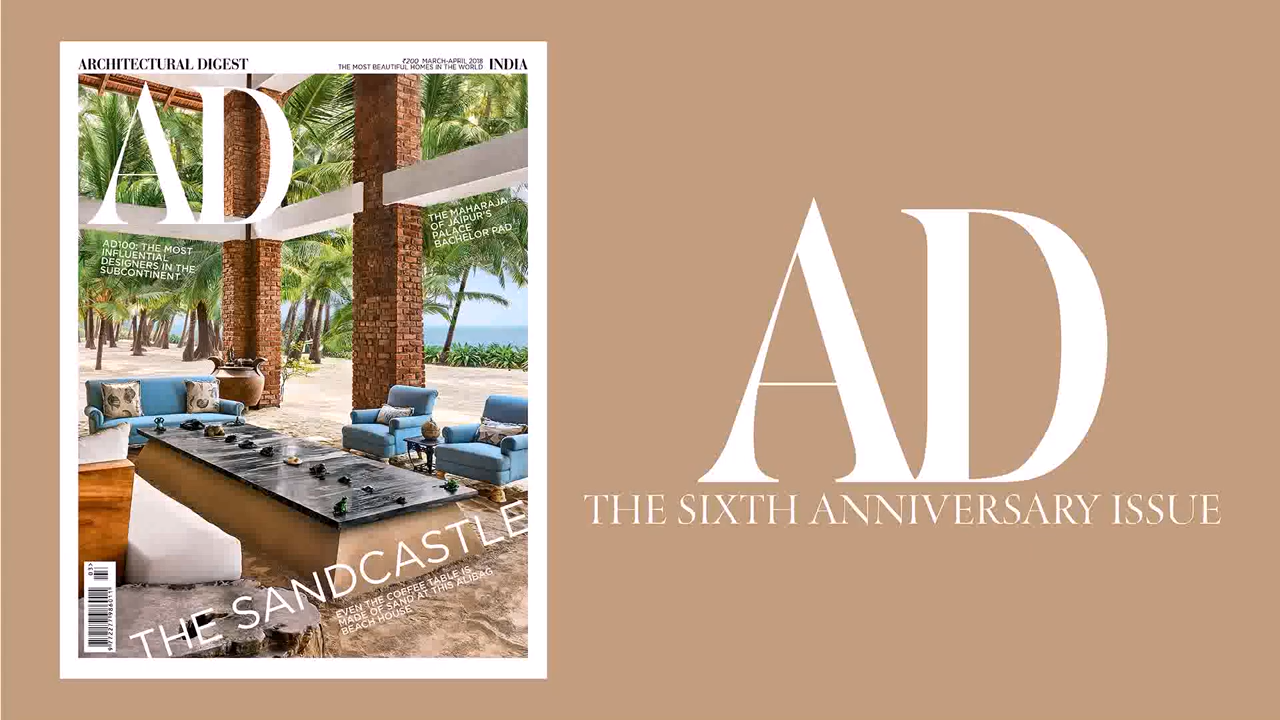 ARCHITECTURAL DIGEST
₹200 MARCH-APRIL 2018
THE MOST BEAUTIFUL HOMES IN THE WORLD
INDIA
AD
AD100: THE MOST
INFLUENTIAL
DESIGNERS IN THE
SUBCONTINENT
THE MAHARAJA
OF JAIPUR'S
PALACE
BACHELOR PAD
THE SANDCASTLE
EVEN THE COFFEE TABLE IS
MADE OF SAND AT THIS ALIBAG
BEACH HOUSE
03>
AD
THE SIXTH ANNIVERSARY ISSUE